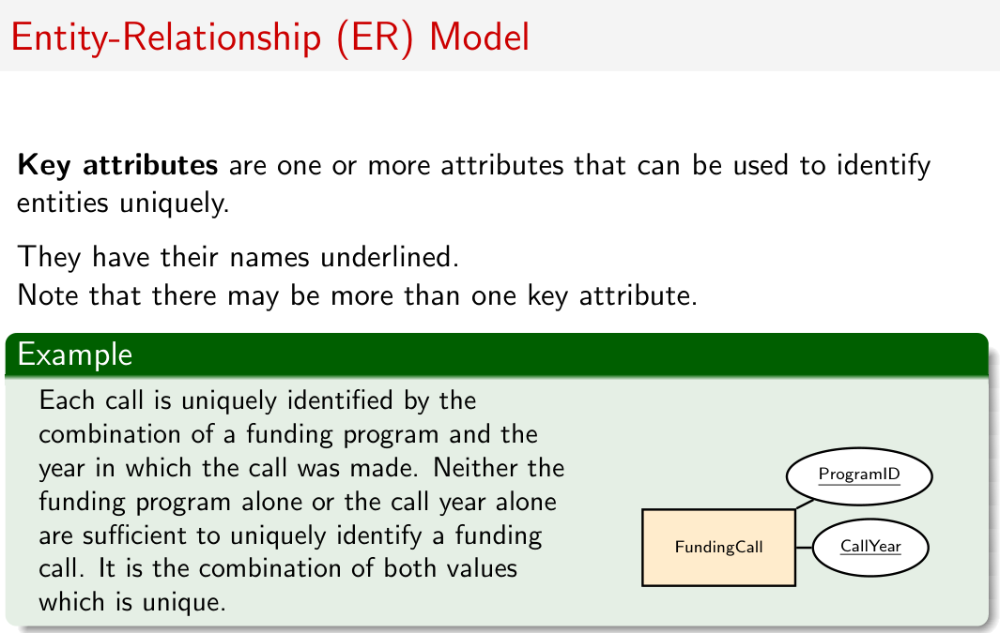 Entity-Relationship (ER) Model
Key attributes are one or more attributes that can be used to identify
entities uniquely.
They have their names underlined.
Note that there may be more than one key attribute.
Example
Each call is uniquely identified by the
combination of a funding program and the
year in which the call was made. Neither the
funding program alone or the call year alone
are sufficient to uniquely identify a funding
call. It is the combination of both values
which is unique.
ProgramID
FundingCall
CallYear